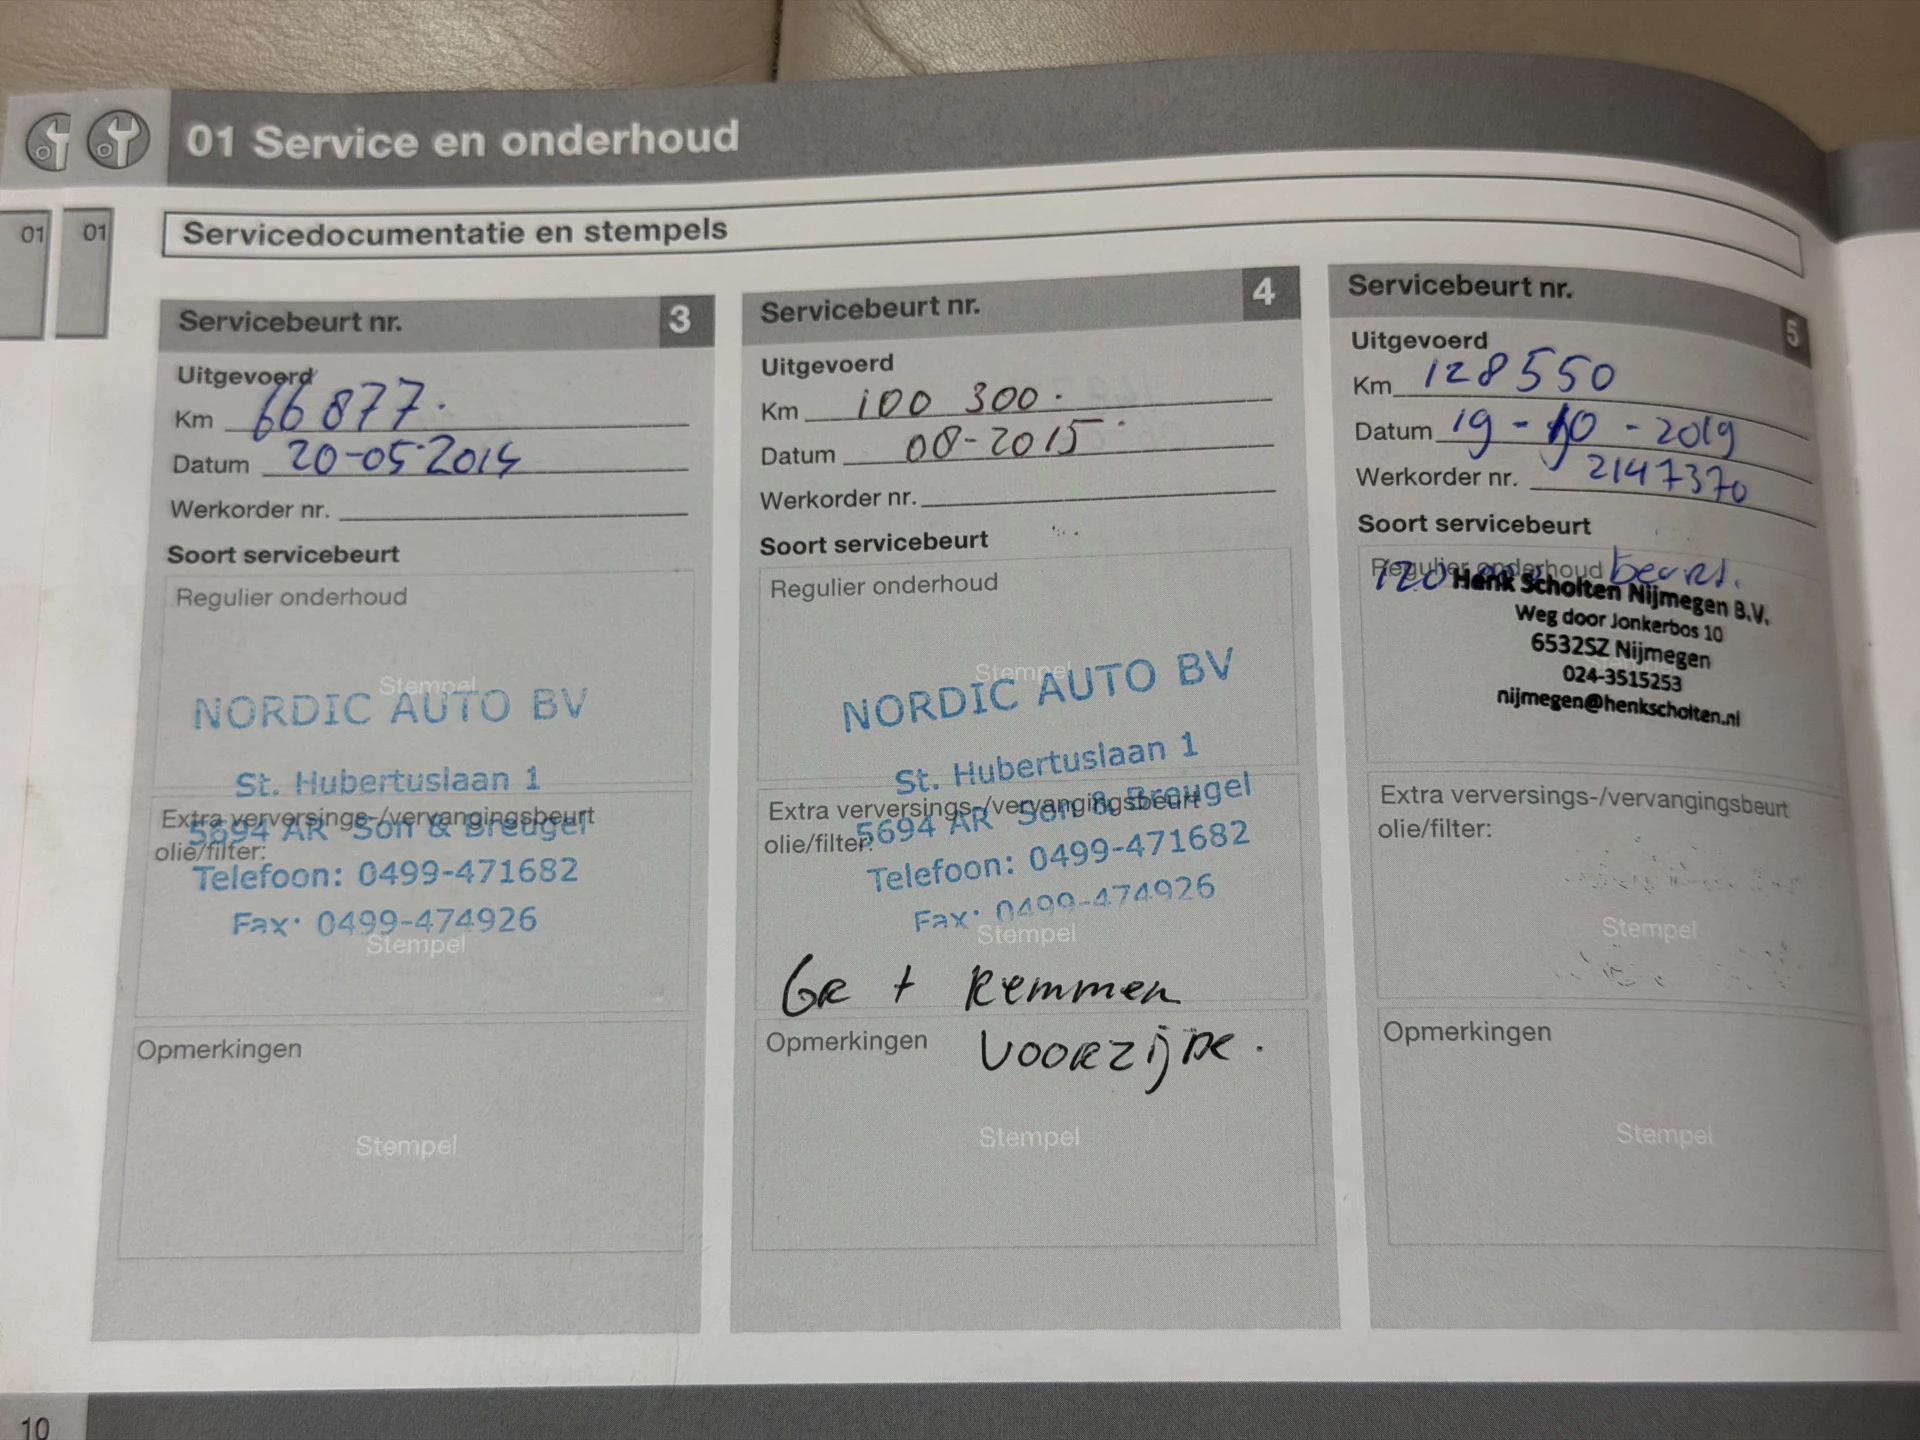 01 Service en onderhoud
01
01
Servicedocumentatie en stempels
Servicebeurt nr. 3
Uitgevoerd
Km 66 877.
Datum 20-05-2014
Werkorder nr.
Soort servicebeurt
Regulier onderhoud
Stempel
NORDIC AUTO BV
St. Hubertuslaan 1
Extra verversings-/vervangingsbeurt
5694 AR Son & Breugel
olie/filter:
Telefoon: 0499-471682
Fax: 0499-474926
Stempel
Opmerkingen
Stempel
Servicebeurt nr. 4
Uitgevoerd
Km 100 300.
Datum 08-2015
Werkorder nr.
Soort servicebeurt
Regulier onderhoud
Stempel
NORDIC AUTO BV
St. Hubertuslaan 1
Extra verversings-/vervangingsbeurt
5694 AR Son & Breugel
olie/filter:
Telefoon: 0499-471682
Fax: 0499-474926
Stempel
+ Remmen
Opmerkingen
voorzijde.
Stempel
Servicebeurt nr. 5
Uitgevoerd
Km 128550
Datum 19-10-2019
Werkorder nr. 2147370
Soort servicebeurt
Regulier onderhoud
120 beurt.
Henk Scholten Nijmegen B.V.
Weg door Jonkerbos 10
6532SZ Nijmegen
024-3515253
nijmegen@henkscholten.nl
Extra verversings-/vervangingsbeurt
olie/filter:
Stempel
Opmerkingen
Stempel
10